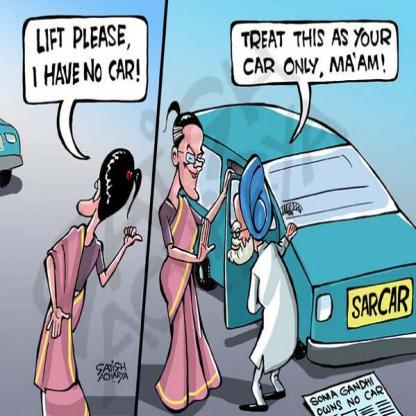 LIFT PLEASE,
I HAVE NO CAR!
TREAT THIS AS YOUR
CAR ONLY, MA'AM!
SARCAR
SATISH
ACHARYA
SONIA GANDHI
OWNS NO CAR